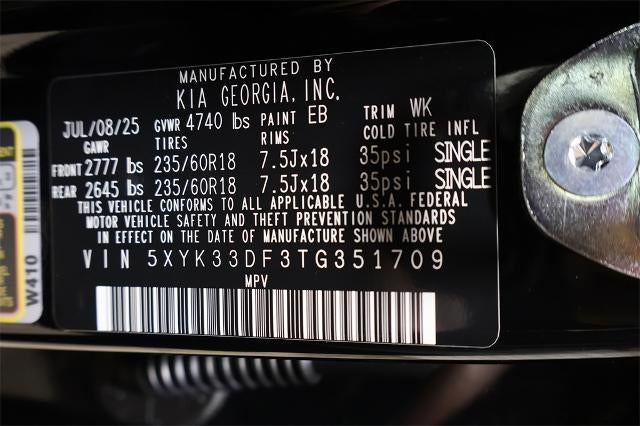 MANUFACTURED BY
KIA GEORGIA, INC.
JUL/08/25 GVWR 4740 lbs PAINT EB TRIM WK
GAWR TIRES RIMS COLD TIRE INFL
FRONT 2777 lbs 235/60R18 7.5Jx18 35psi SINGLE
REAR 2645 lbs 235/60R18 7.5Jx18 35psi SINGLE
THIS VEHICLE CONFORMS TO ALL APPLICABLE U.S.A. FEDERAL
MOTOR VEHICLE SAFETY AND THEFT PREVENTION STANDARDS
IN EFFECT ON THE DATE OF MANUFACTURE SHOWN ABOVE
VIN 5XYK33DF3TG351709
MPV
W410